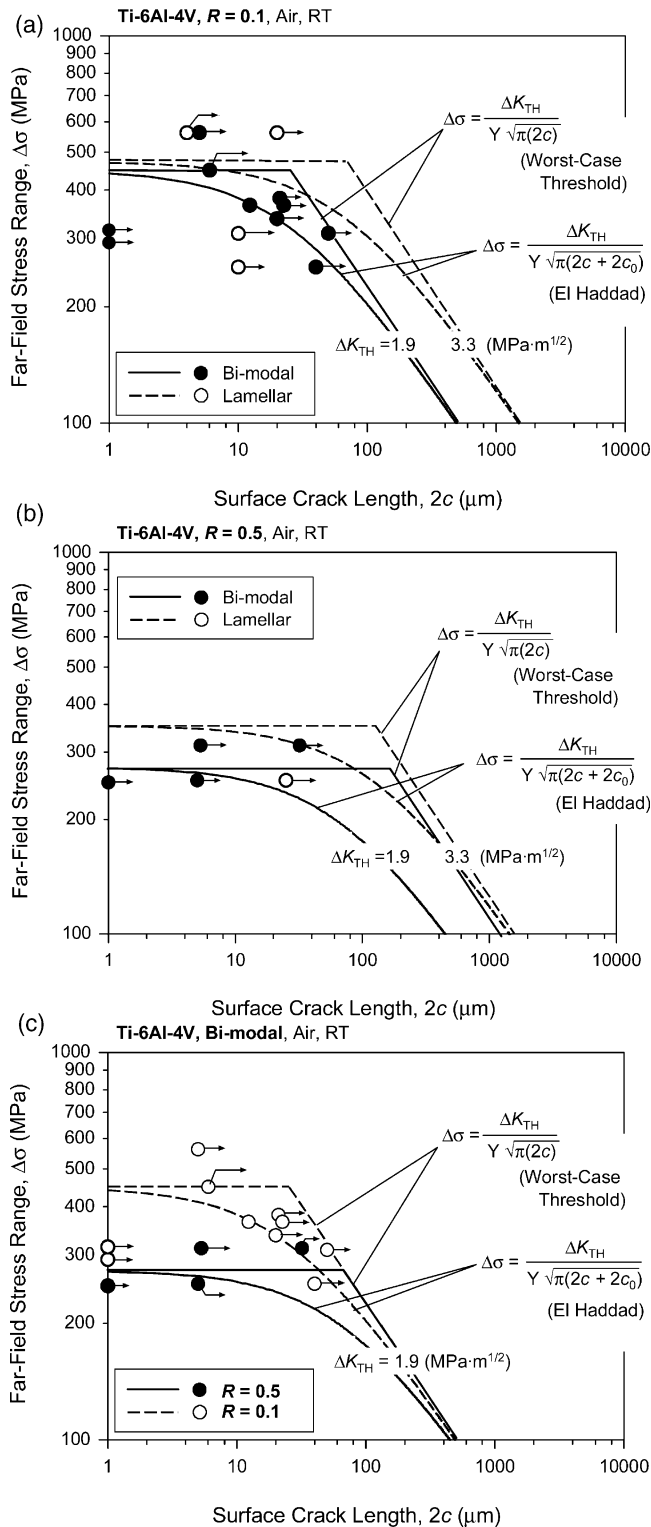 (a)
Ti-6Al-4V, R = 0.1, Air, RT
Far-Field Stress Range, Δσ (MPa)
1000
900
800
700
600
500
400
300
200
100
Δσ = ΔK_TH / Y √π(2c)
(Worst-Case
Threshold)
Δσ = ΔK_TH / Y √π(2c + 2c₀)
(El Haddad)
ΔK_TH = 1.9 3.3 (MPa·m^1/2)
Bi-modal
Lamellar
1 10 100 1000 10000
Surface Crack Length, 2c (μm)
(b)
Ti-6Al-4V, R = 0.5, Air, RT
Far-Field Stress Range, Δσ (MPa)
1000
900
800
700
600
500
400
300
200
100
Bi-modal
Lamellar
Δσ = ΔK_TH / Y √π(2c)
(Worst-Case
Threshold)
Δσ = ΔK_TH / Y √π(2c + 2c₀)
(El Haddad)
ΔK_TH = 1.9 3.3 (MPa·m^1/2)
1 10 100 1000 10000
Surface Crack Length, 2c (μm)
(c)
Ti-6Al-4V, Bi-modal, Air, RT
Far-Field Stress Range, Δσ (MPa)
1000
900
800
700
600
500
400
300
200
100
Δσ = ΔK_TH / Y √π(2c)
(Worst-Case
Threshold)
Δσ = ΔK_TH / Y √π(2c + 2c₀)
(El Haddad)
ΔK_TH = 1.9 (MPa·m^1/2)
R = 0.5
R = 0.1
1 10 100 1000 10000
Surface Crack Length, 2c (μm)